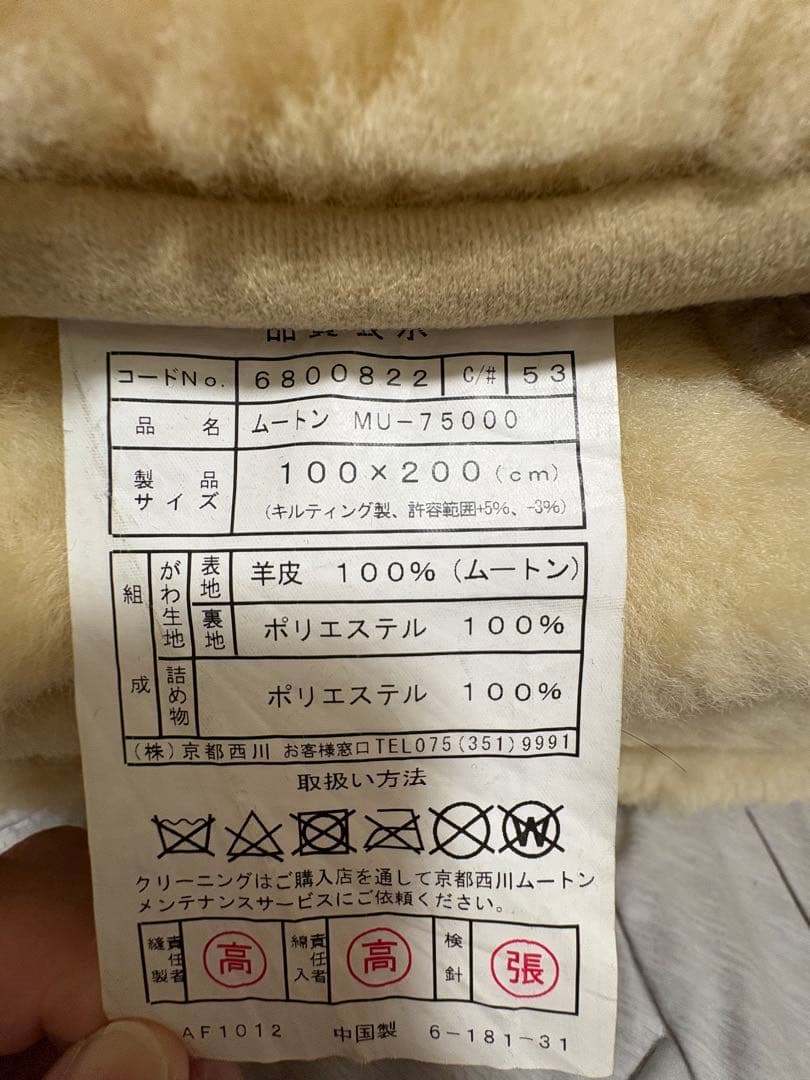 品質表示
コードNo. 6800822 C/# 53
品名 ムートン MU-75000
製品サイズ 100×200(cm)
(キルティング製、許容範囲+5%、-3%)
組成 がわ生地 表地 羊皮 100%(ムートン)
裏地 ポリエステル 100%
詰め物 ポリエステル 100%
(株)京都西川 お客様窓口TEL075(351)9991
取扱い方法
W
クリーニングはご購入店を通して京都西川ムートン
メンテナンスサービスにご依頼ください。
縫製責任者 高 綿入責任者 高 検針 張
AF1012 中国製 6-181-31